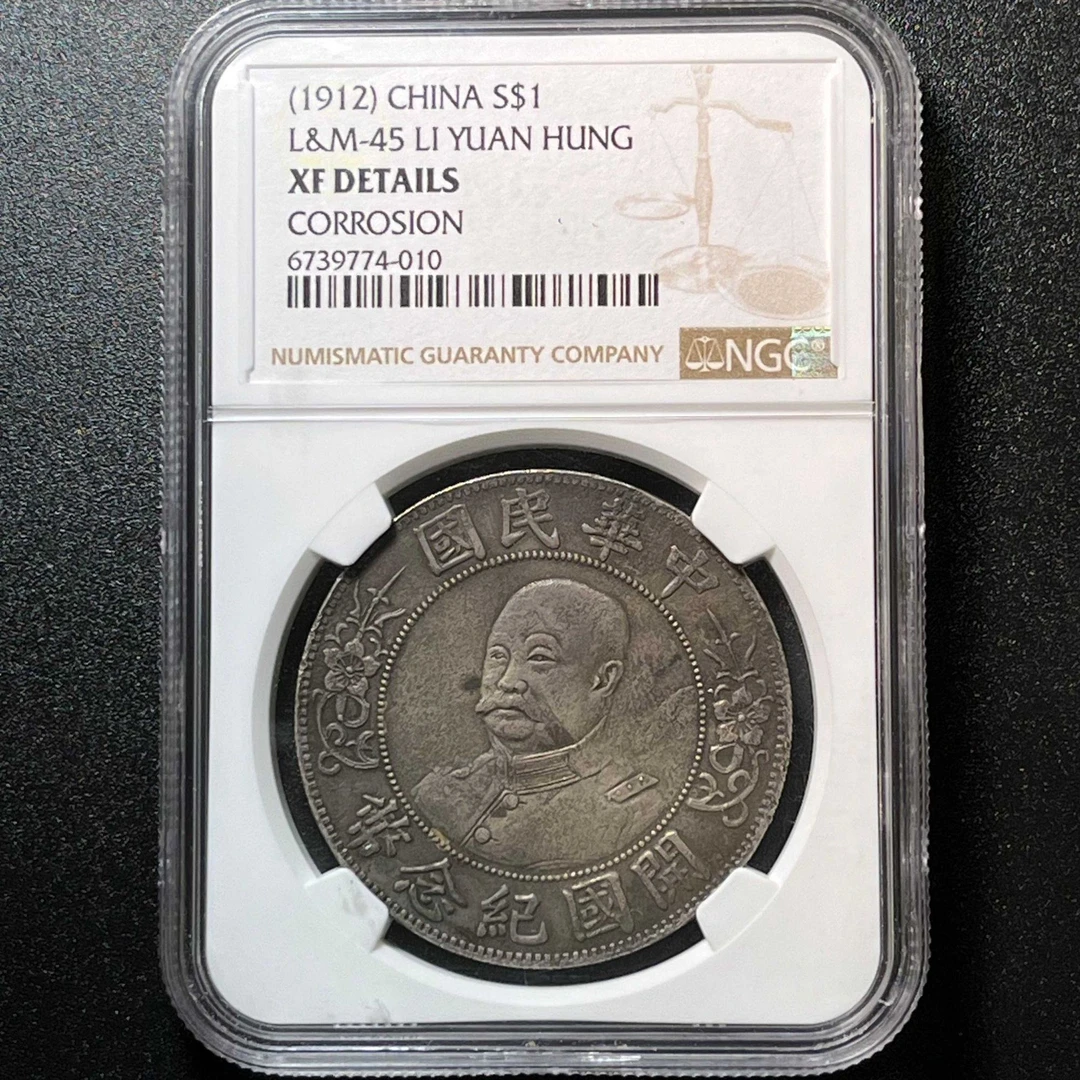 (1912) CHINA S$1
L&M-45 LI YUAN HUNG
XF DETAILS
CORROSION
6739774-010
NUMISMATIC GUARANTY COMPANY
NGC
中華民國
開國紀念幣